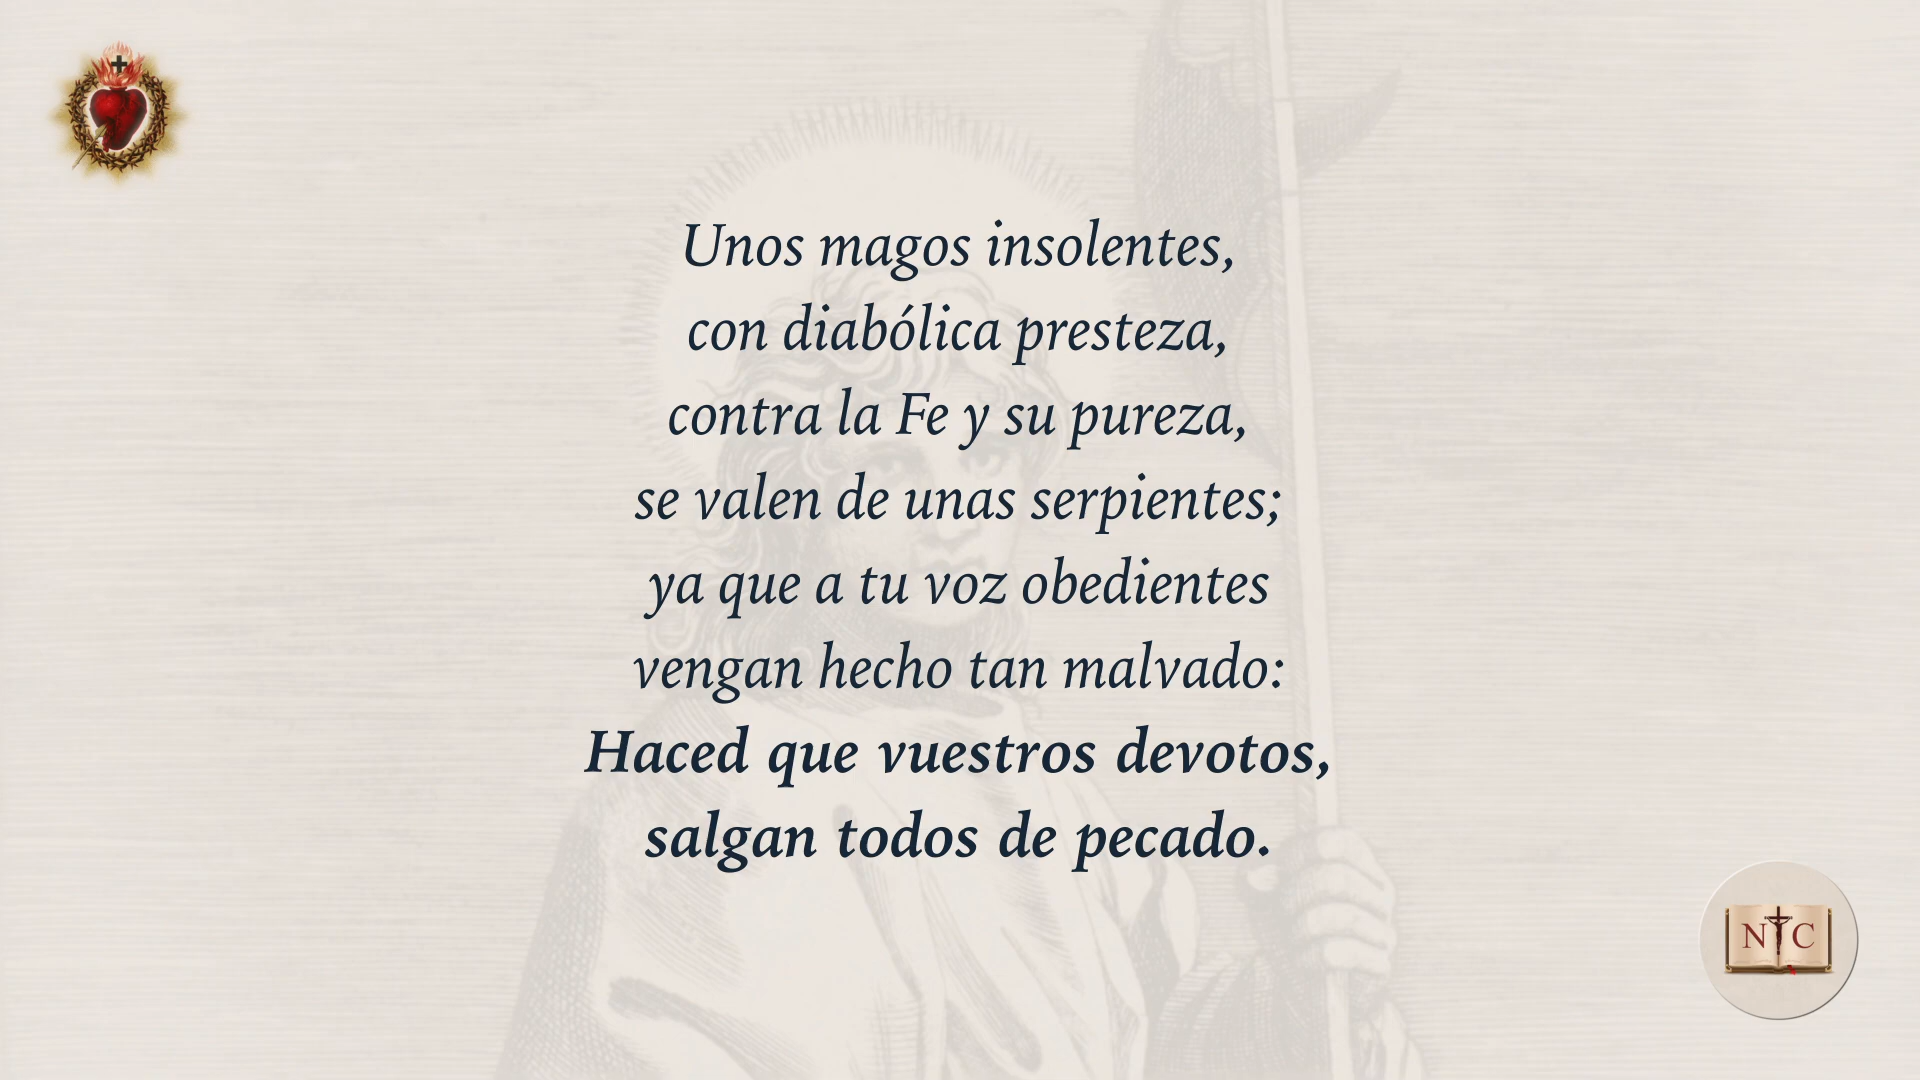 Unos magos insolentes,
con diabólica presteza,
contra la Fe y su pureza,
se valen de unas serpientes;
ya que a tu voz obedientes
vengan hecho tan malvado:
Haced que vuestros devotos,
salgan todos de pecado.
N C